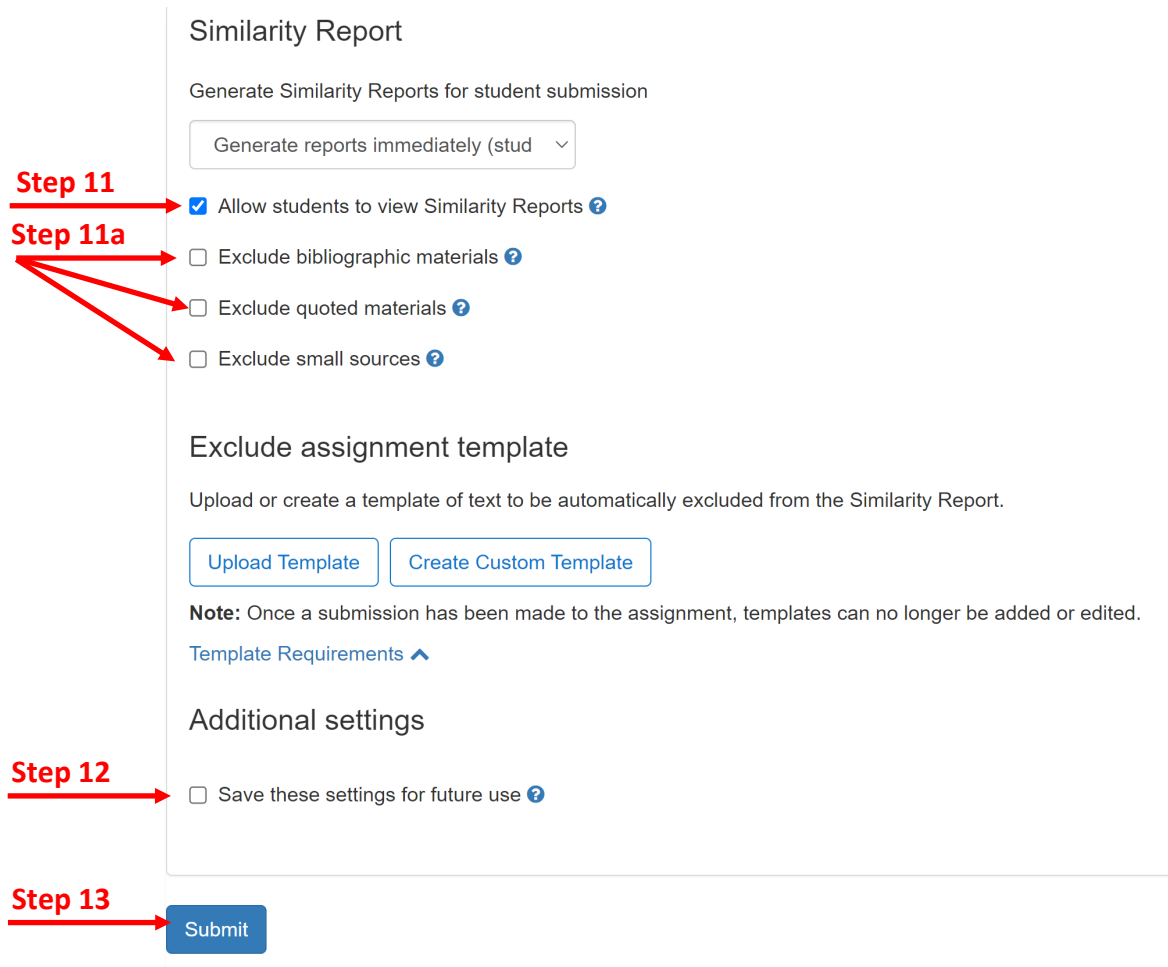 Similarity Report
Generate Similarity Reports for student submission
Generate reports immediately (stud
Step 11
Allow students to view Similarity Reports ?
Step 11a
Exclude bibliographic materials ?
Exclude quoted materials ?
Exclude small sources ?
Exclude assignment template
Upload or create a template of text to be automatically excluded from the Similarity Report.
Upload Template Create Custom Template
Note: Once a submission has been made to the assignment, templates can no longer be added or edited.
Template Requirements
Additional settings
Step 12
Save these settings for future use ?
Step 13
Submit